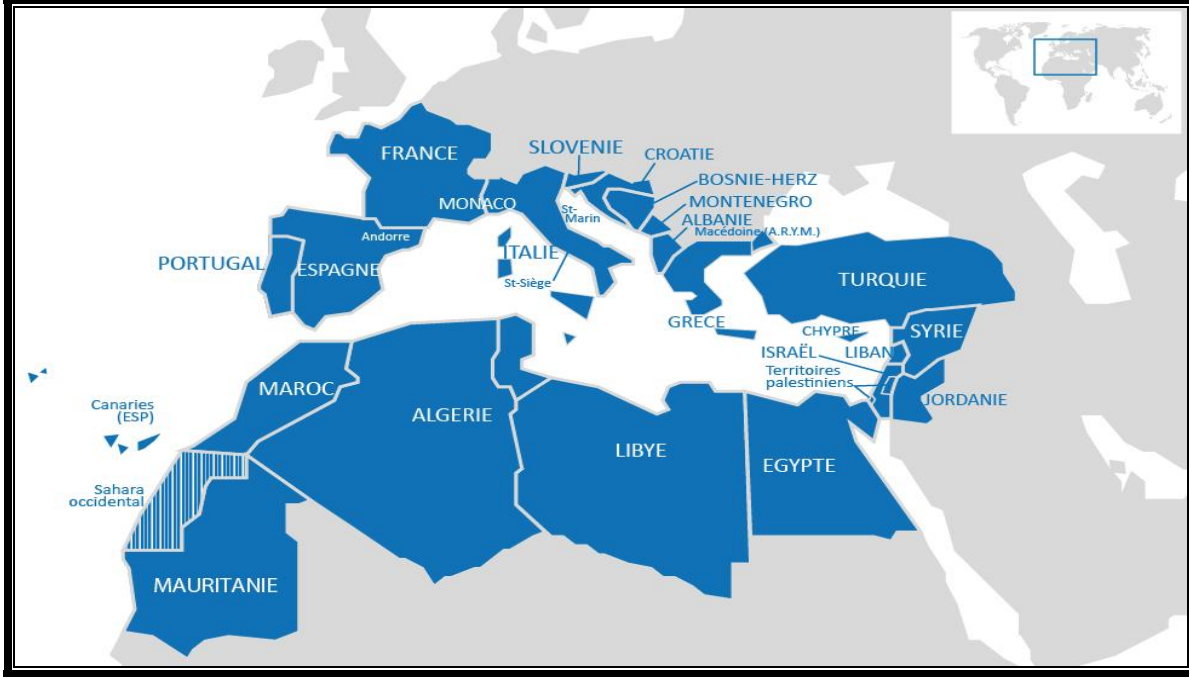 FRANCE
SLOVENIE
CROATIE
BOSNIE-HERZ
MONACO
MONTENEGRO
St-
Marin
ALBANIE
Macédoine (A.R.Y.M.)
Andorre
ITALIE
PORTUGAL
ESPAGNE
St-Siège
TURQUIE
GRECE
CHYPRE
SYRIE
ISRAËL
LIBAN
Territoires
palestiniens
MAROC
JORDANIE
Canaries
(ESP)
ALGERIE
LIBYE
EGYPTE
Sahara
occidental
MAURITANIE